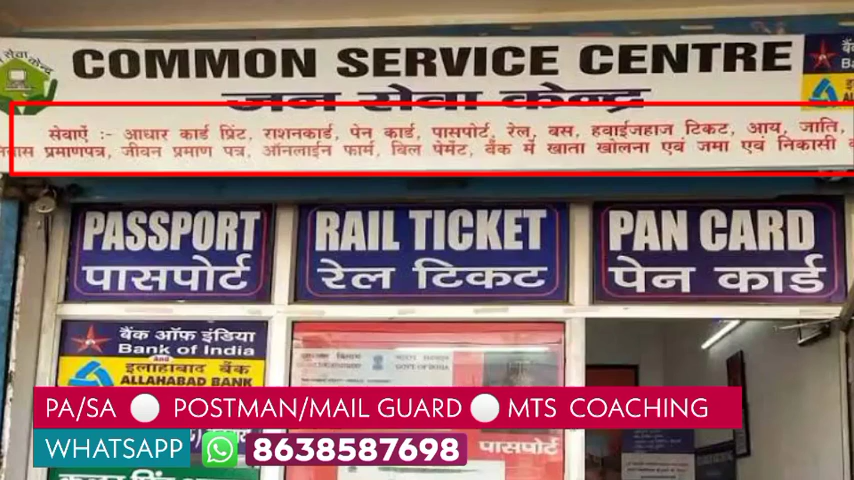 COMMON SERVICE CENTRE
जन सेवा केन्द्र
सेवाएँ :- आधार कार्ड प्रिंट, राशनकार्ड, पेन कार्ड, पासपोर्ट, रेल, बस, हवाईजहाज टिकट, आय, जाति,
प्रमाणपत्र, जीवन प्रमाण पत्र, ऑनलाईन फार्म, बिल पेमेंट, बैंक में खाता खोलना एवं जमा एवं निकासी
PASSPORT
पासपोर्ट
RAIL TICKET
रेल टिकट
PAN CARD
पेन कार्ड
बैंक ऑफ इंडिया
Bank of India
And
इलाहाबाद बैंक
ALLAHABAD BANK
पासपोर्ट
PA/SA POSTMAN/MAIL GUARD MTS COACHING
WHATSAPP 8638587698